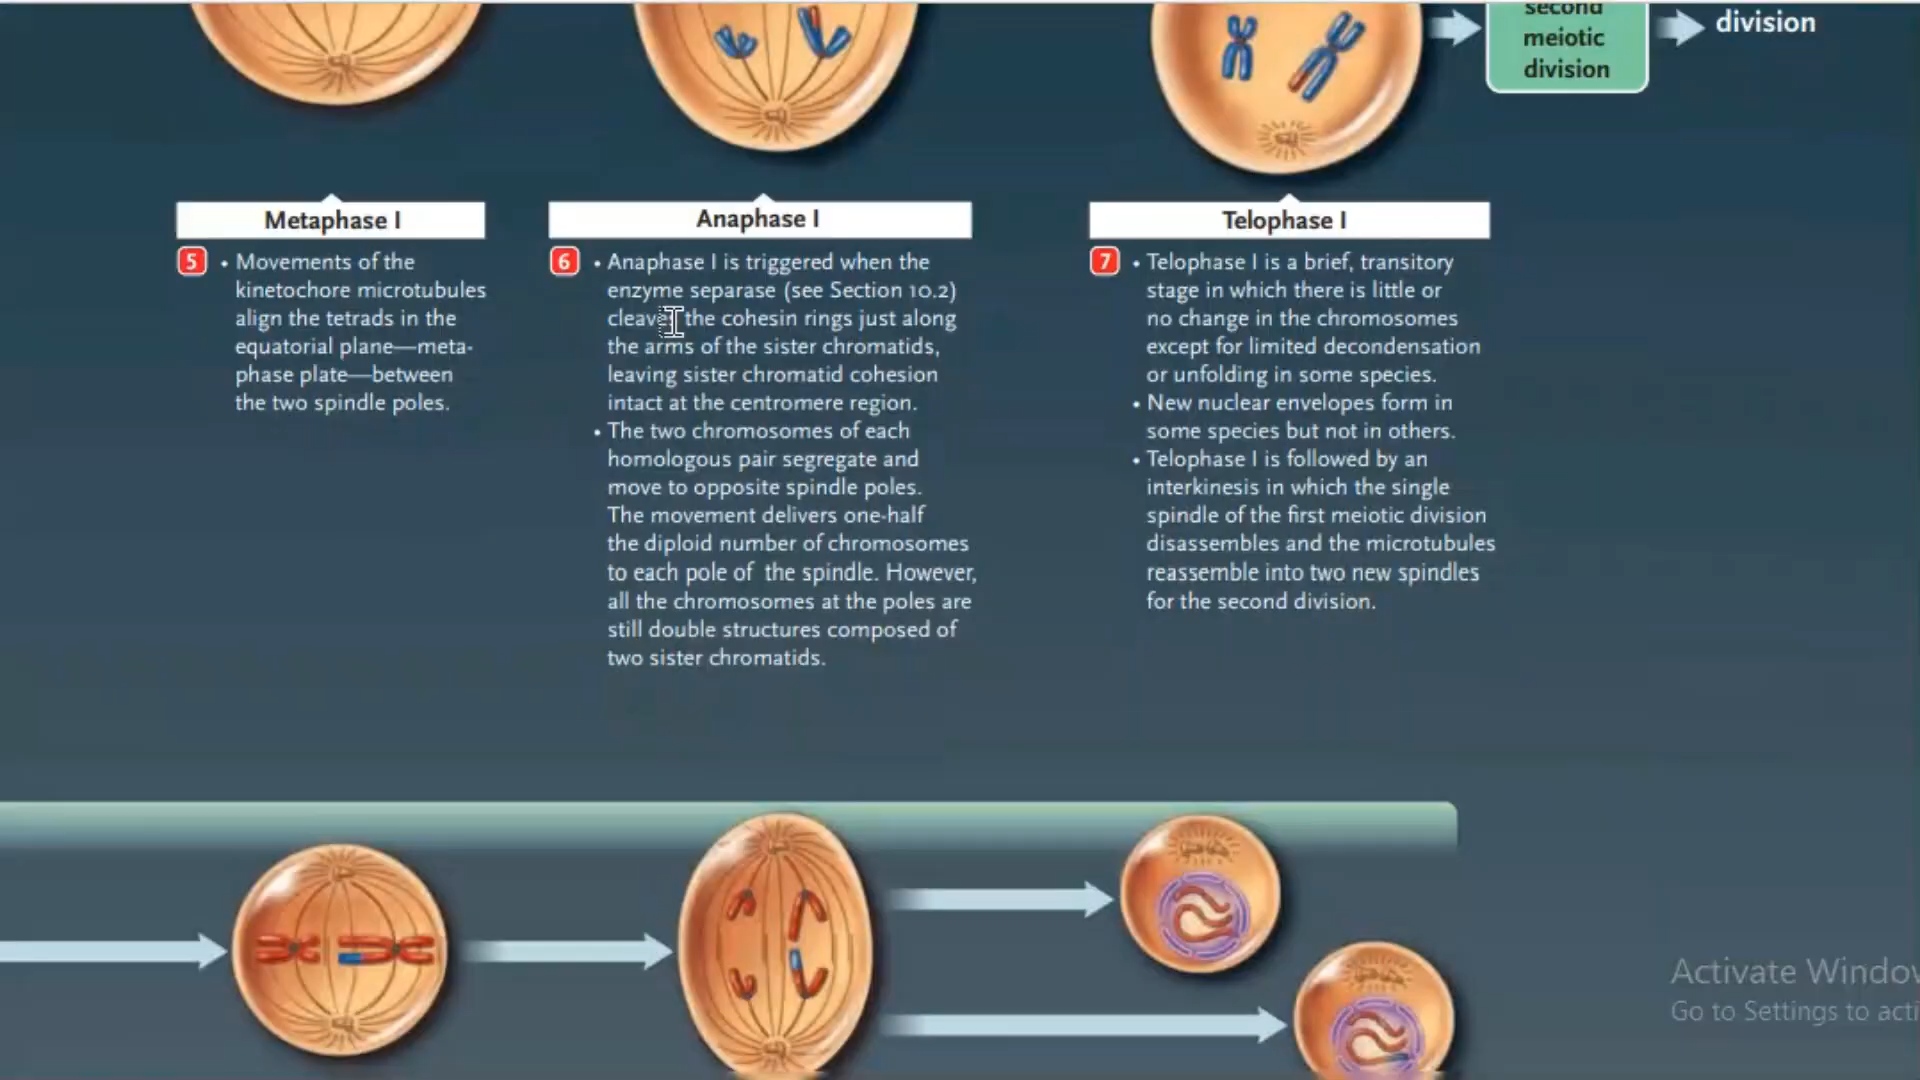 second
meiotic
division
division
Metaphase I
5 • Movements of the
kinetochore microtubules
align the tetrads in the
equatorial plane—meta-
phase plate—between
the two spindle poles.
Anaphase I
6 • Anaphase I is triggered when the
enzyme separase (see Section 10.2)
cleaves the cohesin rings just along
the arms of the sister chromatids,
leaving sister chromatid cohesion
intact at the centromere region.
• The two chromosomes of each
homologous pair segregate and
move to opposite spindle poles.
The movement delivers one-half
the diploid number of chromosomes
to each pole of the spindle. However,
all the chromosomes at the poles are
still double structures composed of
two sister chromatids.
Telophase I
7 • Telophase I is a brief, transitory
stage in which there is little or
no change in the chromosomes
except for limited decondensation
or unfolding in some species.
• New nuclear envelopes form in
some species but not in others.
• Telophase I is followed by an
interkinesis in which the single
spindle of the first meiotic division
disassembles and the microtubules
reassemble into two new spindles
for the second division.
Activate Windov
Go to Settings to acti